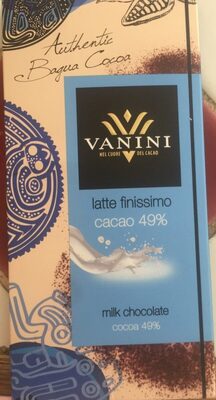 Authentic
Bagua Cocoa
VANINI
NEL CUORE DEL CACAO
latte finissimo
cacao 49%
milk chocolate
cocoa 49%